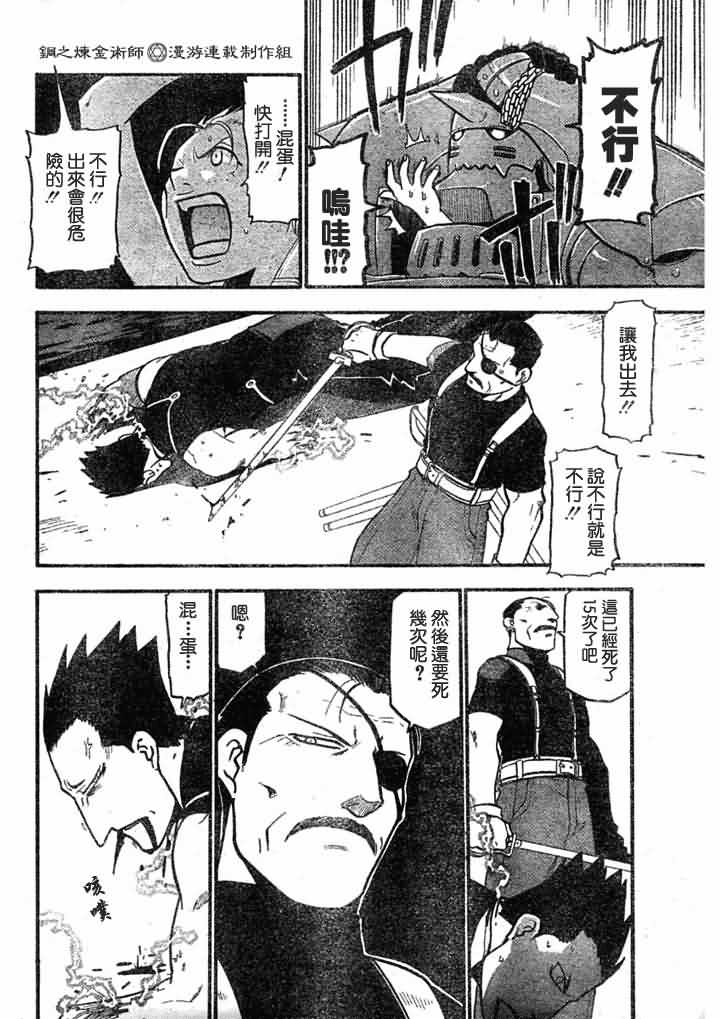 鋼之煉金術師 漫游連載制作組
不行!!
嗚哇!!?
……混蛋!
快打開!!
不行!!
出來會很危
險的!!
讓我出去!!
說不行就是
不行!!
這已經死了
15次了吧
然後還要死
幾次呢?
嗯?
混…蛋…
咳
噗